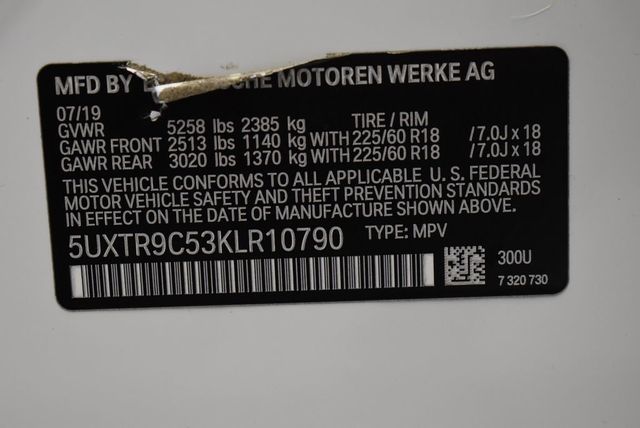 MFD BY MOTOREN WERKE AG
07/19 TIRE / RIM
GVWR 5258 lbs 2385 kg
GAWR FRONT 2513 lbs 1140 kg WITH 225/60 R18 /7.0J x 18
GAWR REAR 3020 lbs 1370 kg WITH 225/60 R18 /7.0J x 18
THIS VEHICLE CONFORMS TO ALL APPLICABLE U. S. FEDERAL
MOTOR VEHICLE SAFETY AND THEFT PREVENTION STANDARDS
IN EFFECT ON THE DATE OF MANUFACTURE SHOWN ABOVE.
5UXTR9C53KLR10790 TYPE: MPV
300U
7 320 730